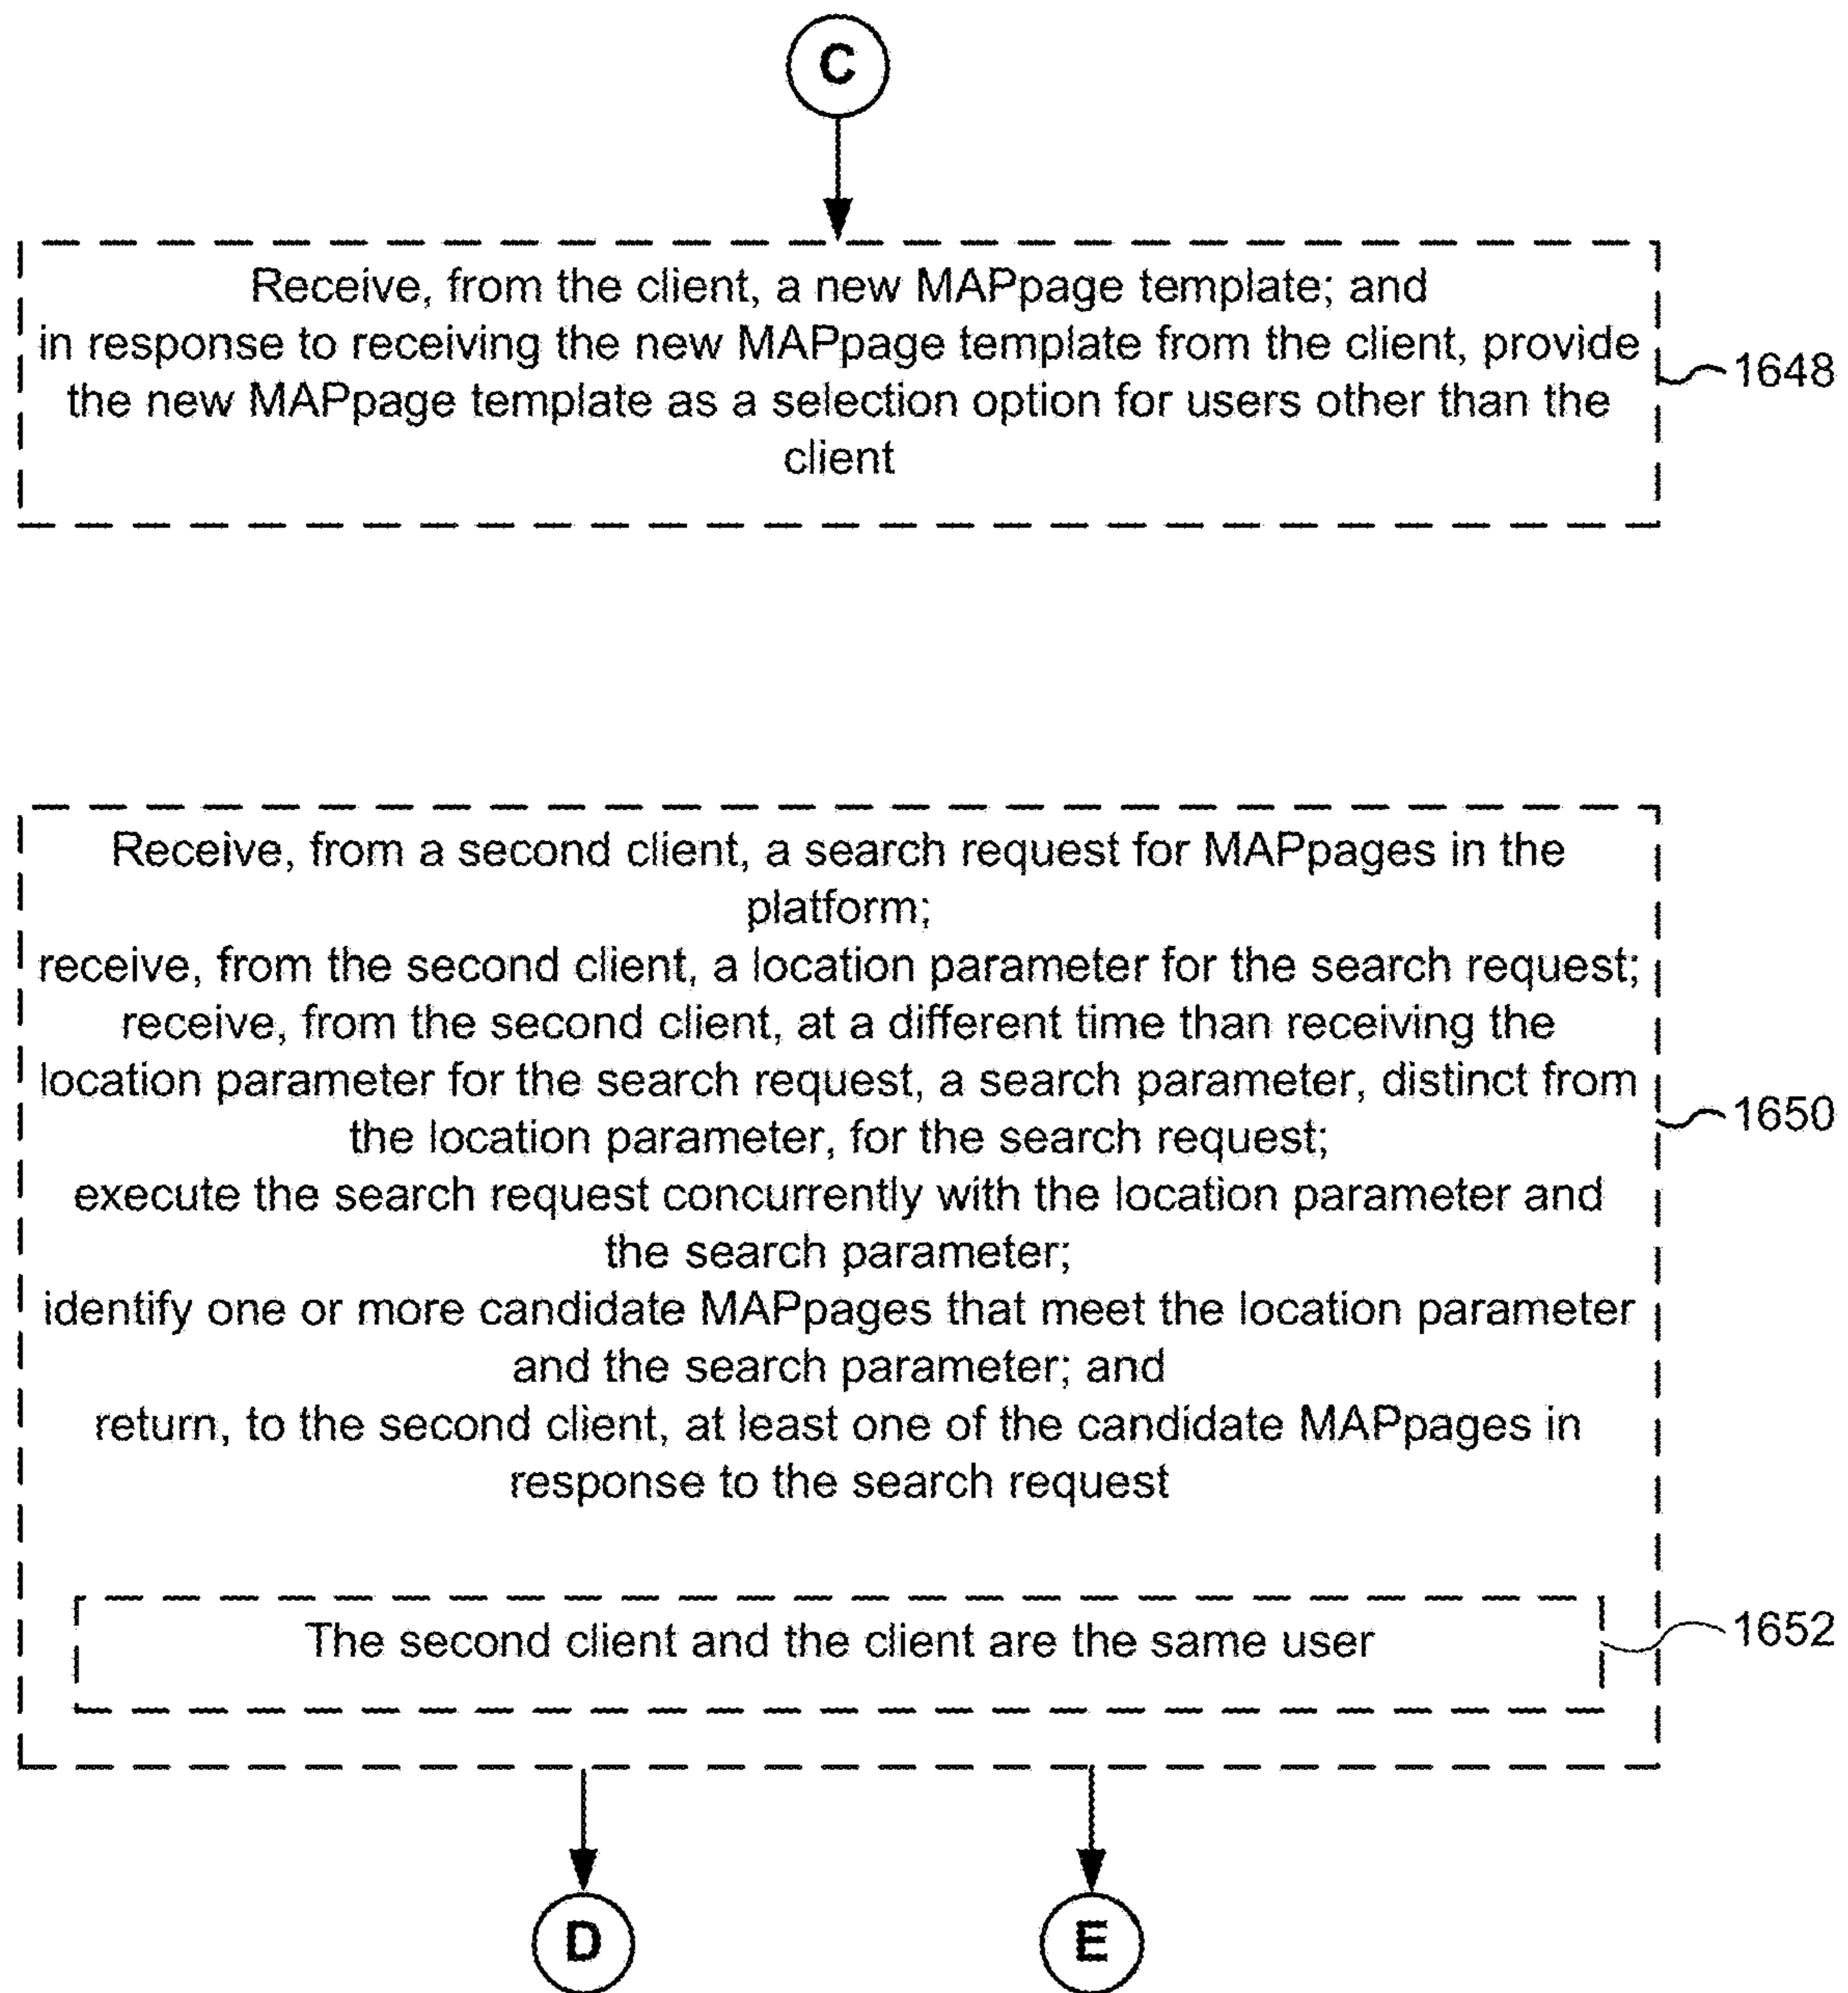 C
Receive, from the client, a new MAPpage template; and
in response to receiving the new MAPpage template from the client, provide
the new MAPpage template as a selection option for users other than the
client
1648
Receive, from a second client, a search request for MAPpages in the
platform;
receive, from the second client, a location parameter for the search request;
receive, from the second client, at a different time than receiving the
location parameter for the search request, a search parameter, distinct from
the location parameter, for the search request;
execute the search request concurrently with the location parameter and
the search parameter;
identify one or more candidate MAPpages that meet the location parameter
and the search parameter; and
return, to the second client, at least one of the candidate MAPpages in
response to the search request
1650
The second client and the client are the same user
1652
D
E